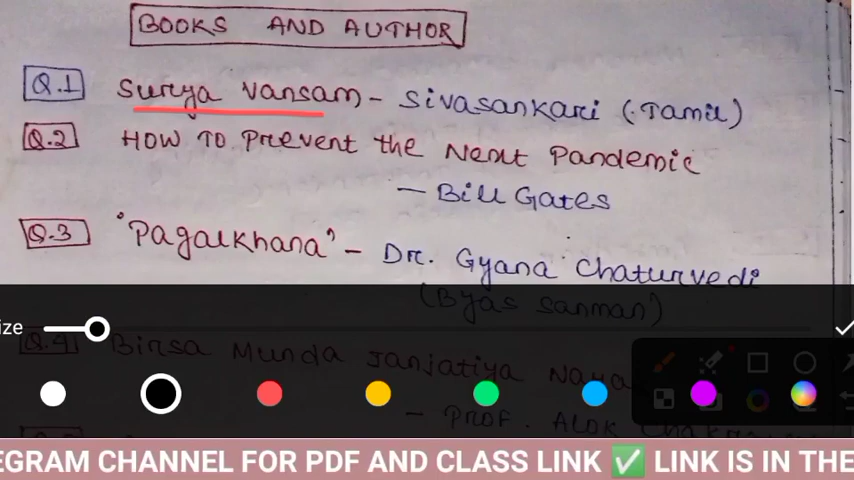 BOOKS AND AUTHOR
Q.1 Surya Vansam - Sivasankari (Tamil)
Q.2 HOW TO Prevent the Next Pandemic
- Bill Gates
Q.3 'Pagalkhana' - Dr. Gyana Chaturvedi
(Byas Sanman)
ize
Q.4 Birsa Munda Janjatiya
- Prof. Alok
EGRAM CHANNEL FOR PDF AND CLASS LINK ✅ LINK IS IN THE